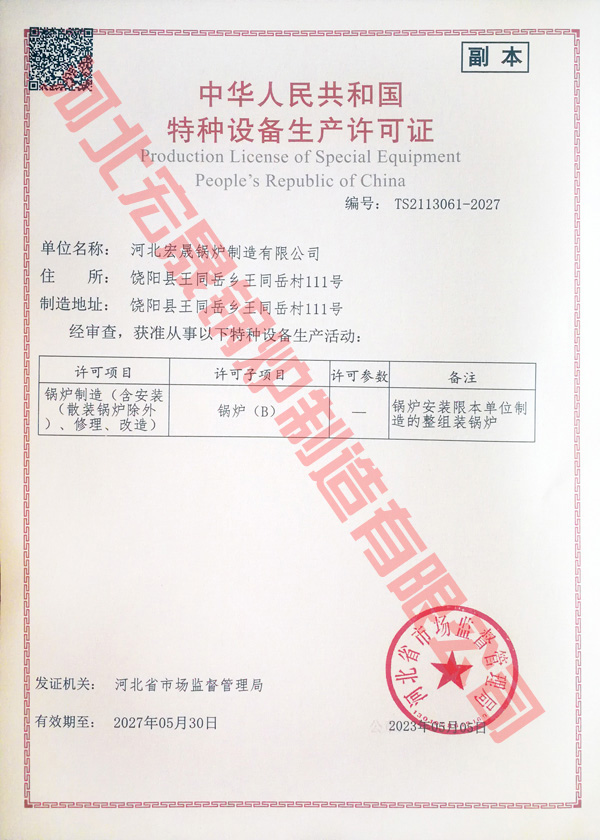 副 本
中华人民共和国
特种设备生产许可证
Production License of Special Equipment
People's Republic of China
编号: TS2113061-2027
单位名称: 河北宏晟锅炉制造有限公司
住 所: 饶阳县王同岳乡王同岳村111号
制造地址: 饶阳县王同岳乡王同岳村111号
经审查, 获准从事以下特种设备生产活动:
许可项目 许可子项目 许可参数 备注
锅炉制造(含安装
(散装锅炉除外
)、修理、改造)
锅炉(B)
—
锅炉安装限本单位制
造的整组装锅炉
河北宏晟锅炉制造有限公司
河北省市场监督管理局
发证机关: 河北省市场监督管理局
有效期至: 2027年05月30日
2023年05月05日